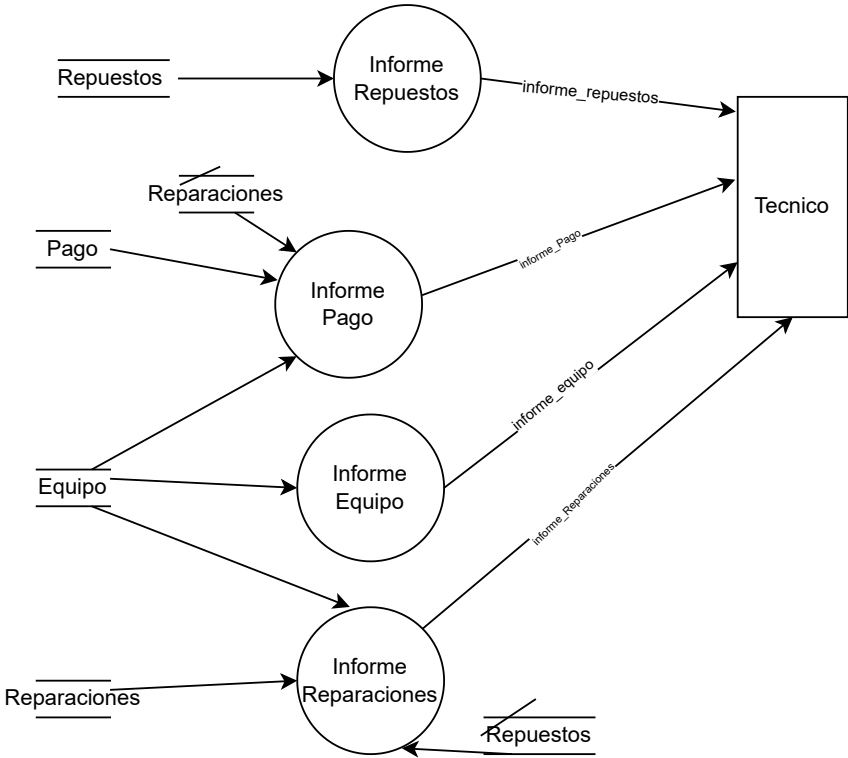 Informe
Repuestos
Repuestos
informe_repuestos
Reparaciones
Tecnico
Pago
informe_Pago
Informe
Pago
informe_equipo
Informe
Equipo
Equipo
informe_Reparaciones
Informe
Reparaciones
Reparaciones
Repuestos